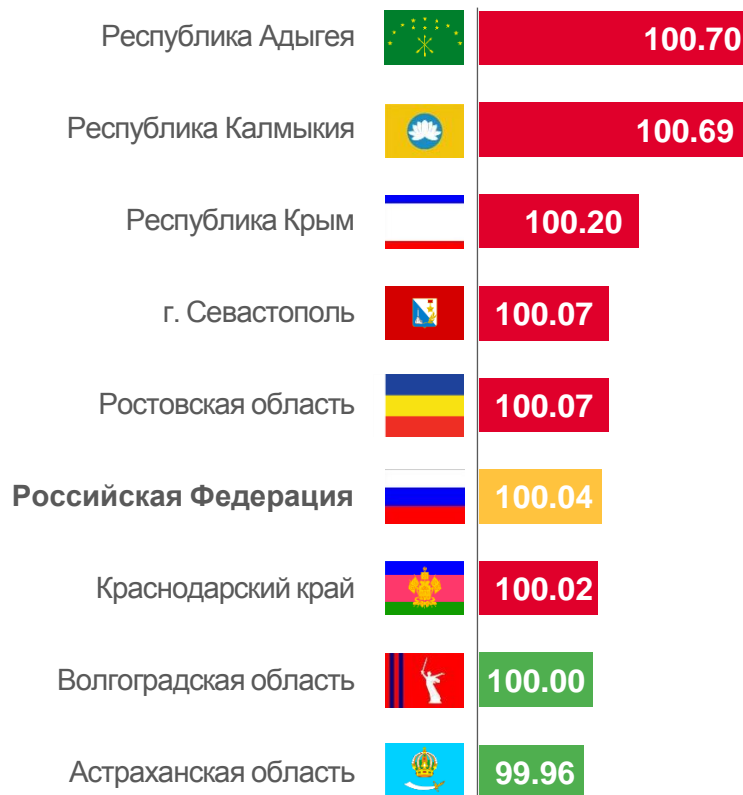 Республика Адыгея 100.70
Республика Калмыкия 100.69
Республика Крым 100.20
г. Севастополь 100.07
Ростовская область 100.07
Российская Федерация 100.04
Краснодарский край 100.02
Волгоградская область 100.00
Астраханская область 99.96